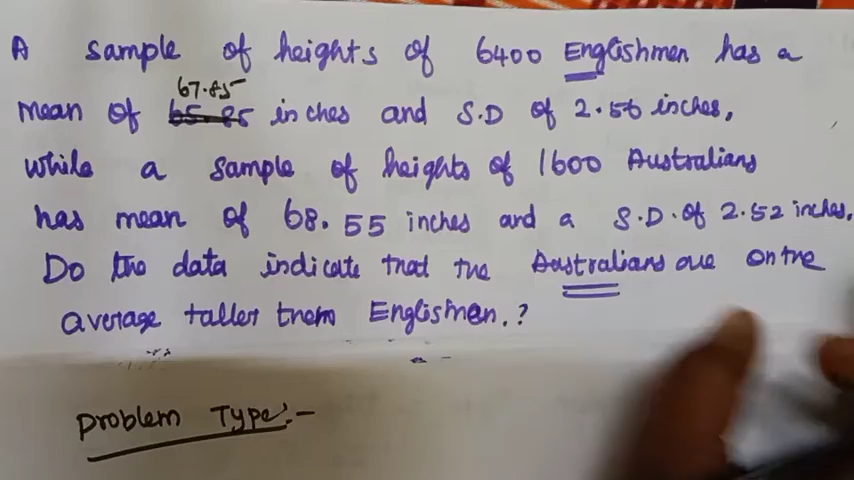 A sample of heights of 6400 Englishmen has a
67.85
mean of 65.85 inches and S.D of 2.56 inches,
while a sample of heights of 1600 Australians
has mean of 68.55 inches and a S.D. of 2.52 inches.
Do the data indicate that the Australians are on the
average taller them Englismen.?
Problem Type:-